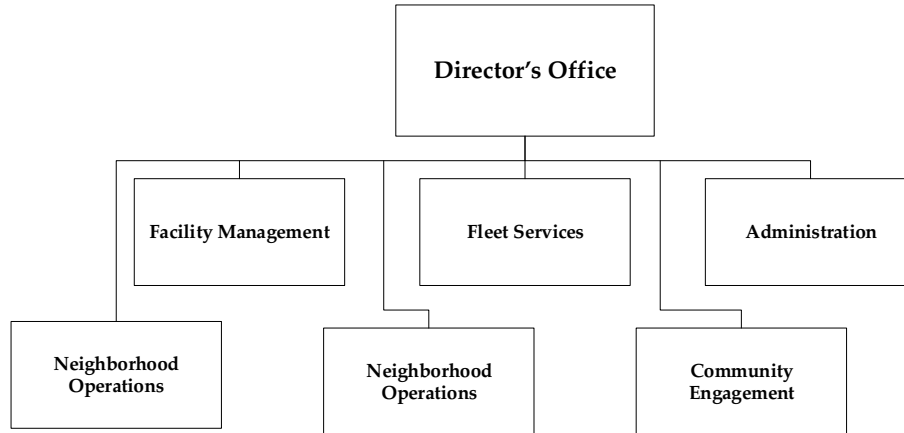 Director’s Office
Facility Management
Fleet Services
Administration
Neighborhood
Operations
Neighborhood
Operations
Community
Engagement